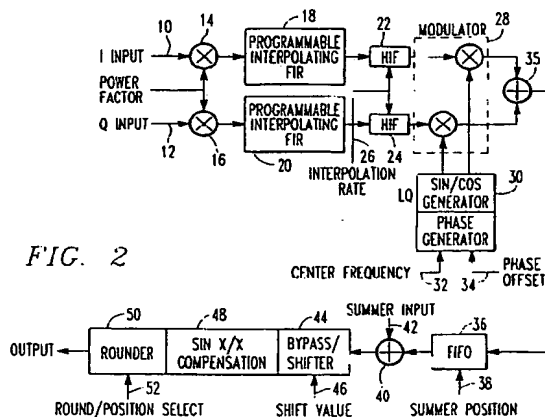 14
18
22
MODULATOR
28
10
I INPUT
PROGRAMMABLE
INTERPOLATING
FIR
HIF
35
POWER
FACTOR
Q INPUT
PROGRAMMABLE
INTERPOLATING
FIR
HIF
12
16
20
26
24
INTERPOLATION
RATE
LO
SIN/COS
GENERATOR
30
PHASE
GENERATOR
FIG. 2
CENTER FREQUENCY
32
34
PHASE
OFFSET
50
48
44
SUMMER INPUT
42
36
OUTPUT
ROUNDER
SIN X/X
COMPENSATION
BYPASS/
SHIFTER
FIFO
52
46
40
38
ROUND/POSITION SELECT
SHIFT VALUE
SUMMER POSITION